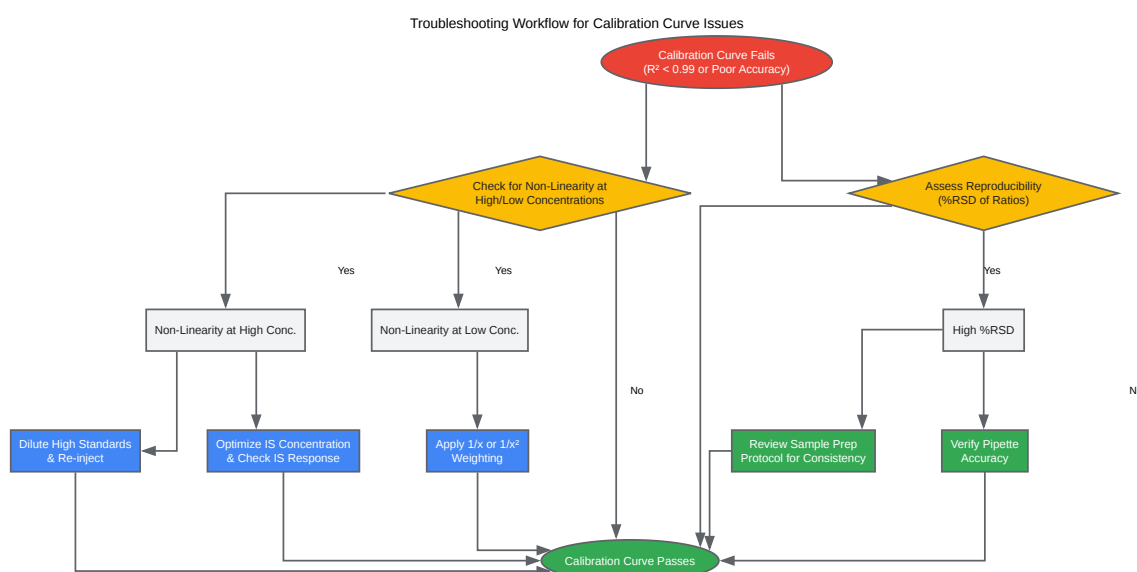 Troubleshooting Workflow for Calibration Curve Issues
Calibration Curve Fails
(R² < 0.99 or Poor Accuracy)
Check for Non-Linearity at
High/Low Concentrations
Assess Reproducibility
(%RSD of Ratios)
Yes
Yes
Yes
Non-Linearity at High Conc.
Non-Linearity at Low Conc.
High %RSD
No
N
Dilute High Standards
& Re-inject
Optimize IS Concentration
& Check IS Response
Apply 1/x or 1/x²
Weighting
Review Sample Prep
Protocol for Consistency
Verify Pipette
Accuracy
Calibration Curve Passes